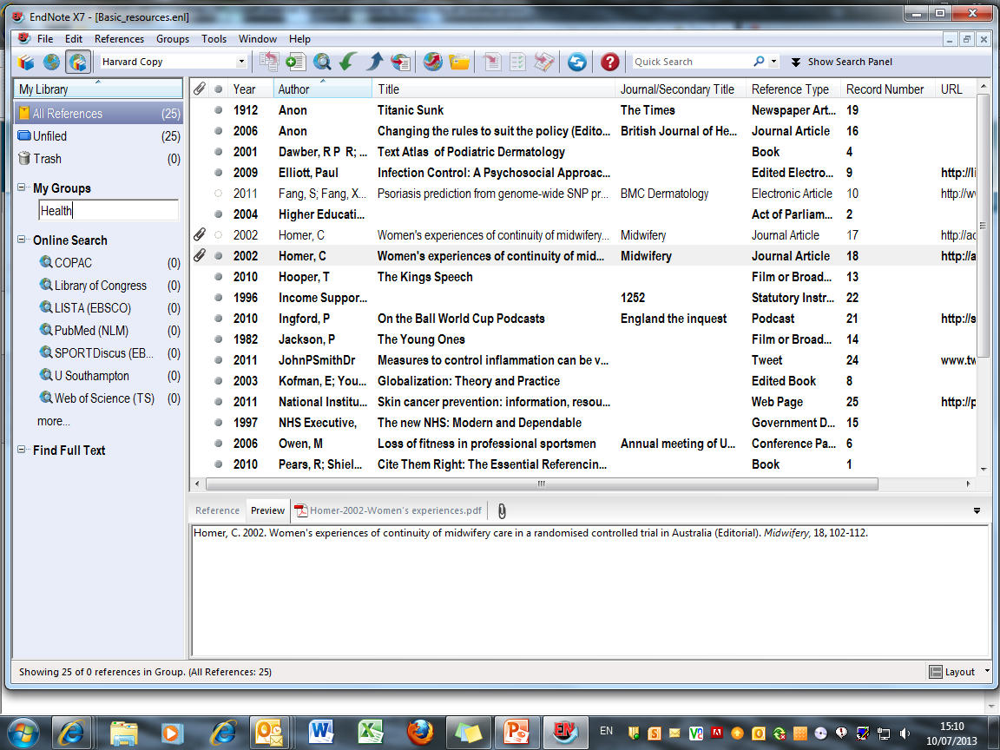 EndNote X7 - [Basic_resources.enl]
File Edit References Groups Tools Window Help
Harvard Copy Quick Search Show Search Panel
My Library
All References (25)
Unfiled (25)
Trash (0)
My Groups
Health
Online Search
COPAC (0)
Library of Congress (0)
LISTA (EBSCO) (0)
PubMed (NLM) (0)
SPORTDiscus (EB... (0)
U Southampton (0)
Web of Science (TS) (0)
more...
Find Full Text
Year Author Title Journal/Secondary Title Reference Type Record Number URL
1912 Anon Titanic Sunk The Times Newspaper Art... 19
2006 Anon Changing the rules to suit the policy (Edito... British Journal of He... Journal Article 16
2001 Dawber, R P R; ... Text Atlas of Podiatric Dermatology Book 4
2009 Elliott, Paul Infection Control: A Psychosocial Approac... Edited Electro... 9 http://li
2011 Fang, S; Fang, X... Psoriasis prediction from genome-wide SNP pr... BMC Dermatology Electronic Article 10 http://w
2004 Higher Educati... Act of Parliam... 2
2002 Homer, C Women's experiences of continuity of midwifery... Midwifery Journal Article 17 http://ac
2002 Homer, C Women's experiences of continuity of mid... Midwifery Journal Article 18 http://a
2010 Hooper, T The Kings Speech Film or Broad... 13
1996 Income Suppor... 1252 Statutory Instr... 22
2010 Ingford, P On the Ball World Cup Podcasts England the inquest Podcast 21 http://s
1982 Jackson, P The Young Ones Film or Broad... 14
2011 JohnPSmithDr Measures to control inflammation can be v... Tweet 24 www.tw
2003 Kofman, E; You... Globalization: Theory and Practice Edited Book 8
2011 National Institu... Skin cancer prevention: information, resou... Web Page 25 http://p
1997 NHS Executive, The new NHS: Modern and Dependable Government D... 15
2006 Owen, M Loss of fitness in professional sportsmen Annual meeting of U... Conference Pa... 6
2010 Pears, R; Shiel... Cite Them Right: The Essential Referencin... Book 1
Reference Preview Homer-2002-Women's experiences.pdf
Homer, C. 2002. Women's experiences of continuity of midwifery care in a randomised controlled trial in Australia (Editorial). Midwifery, 18, 102-112.
Showing 25 of 0 references in Group. (All References: 25) Layout
EN 15:10
10/07/2013